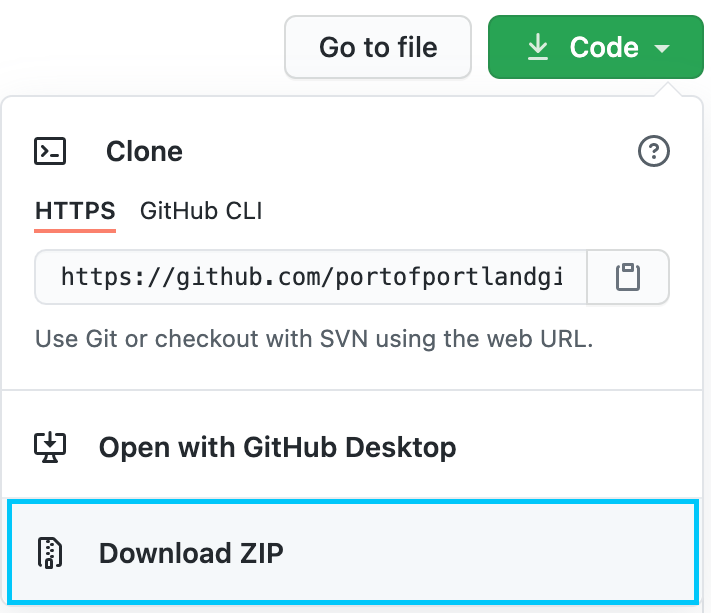 Go to file
Code
Clone
HTTPS GitHub CLI
https://github.com/portofportlandgi
Use Git or checkout with SVN using the web URL.
Open with GitHub Desktop
Download ZIP